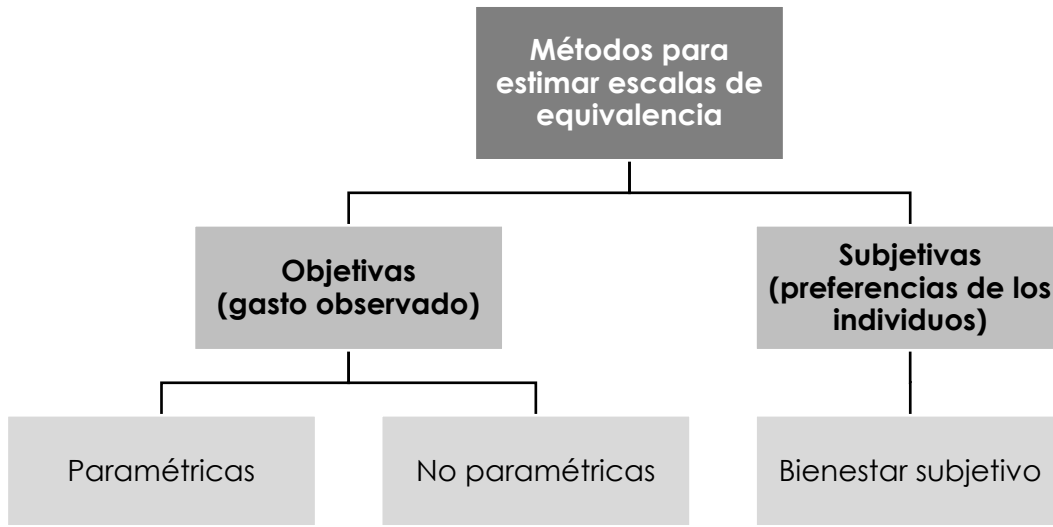 Métodos para
estimar escalas de
equivalencia
Objetivas
(gasto observado)
Subjetivas
(preferencias de los
individuos)
Paramétricas
No paramétricas
Bienestar subjetivo